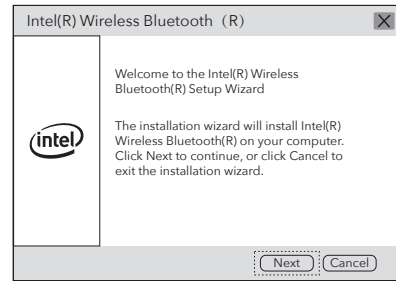 Intel(R) Wireless Bluetooth（R）
Welcome to the Intel(R) Wireless
Bluetooth(R) Setup Wizard
The installation wizard will install Intel(R)
Wireless Bluetooth(R) on your computer.
Click Next to continue, or click Cancel to
exit the installation wizard.
intel
Next Cancel